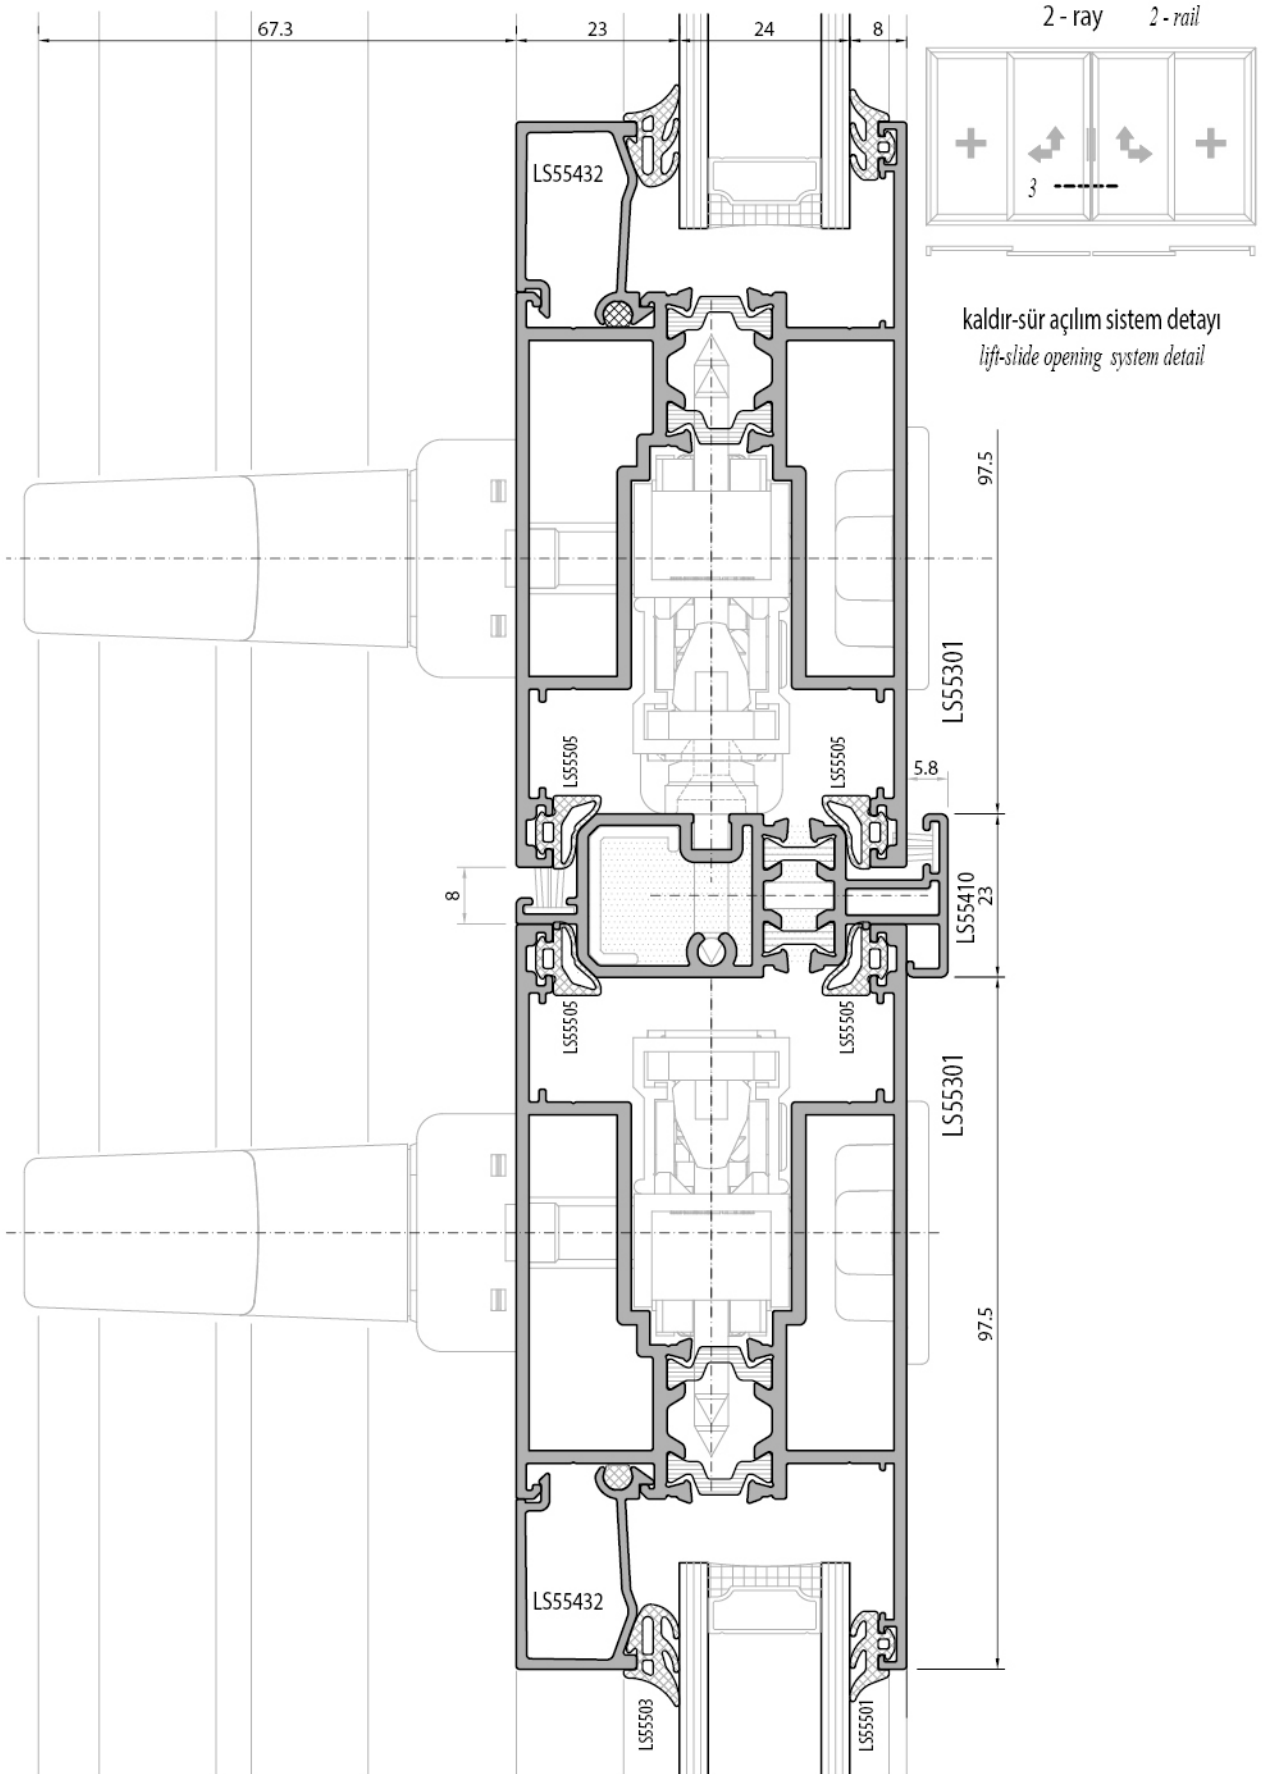 67.3
23
24
8
2 - ray 2 - rail
3
LS55432
kaldır-sür açılım sistem detayı
lift-slide opening system detail
97.5
LS55301
LS55505
LS55505
5.8
8
LS55410
23
LS55505
LS55505
LS55301
97.5
LS55432
LS55503
LS55501